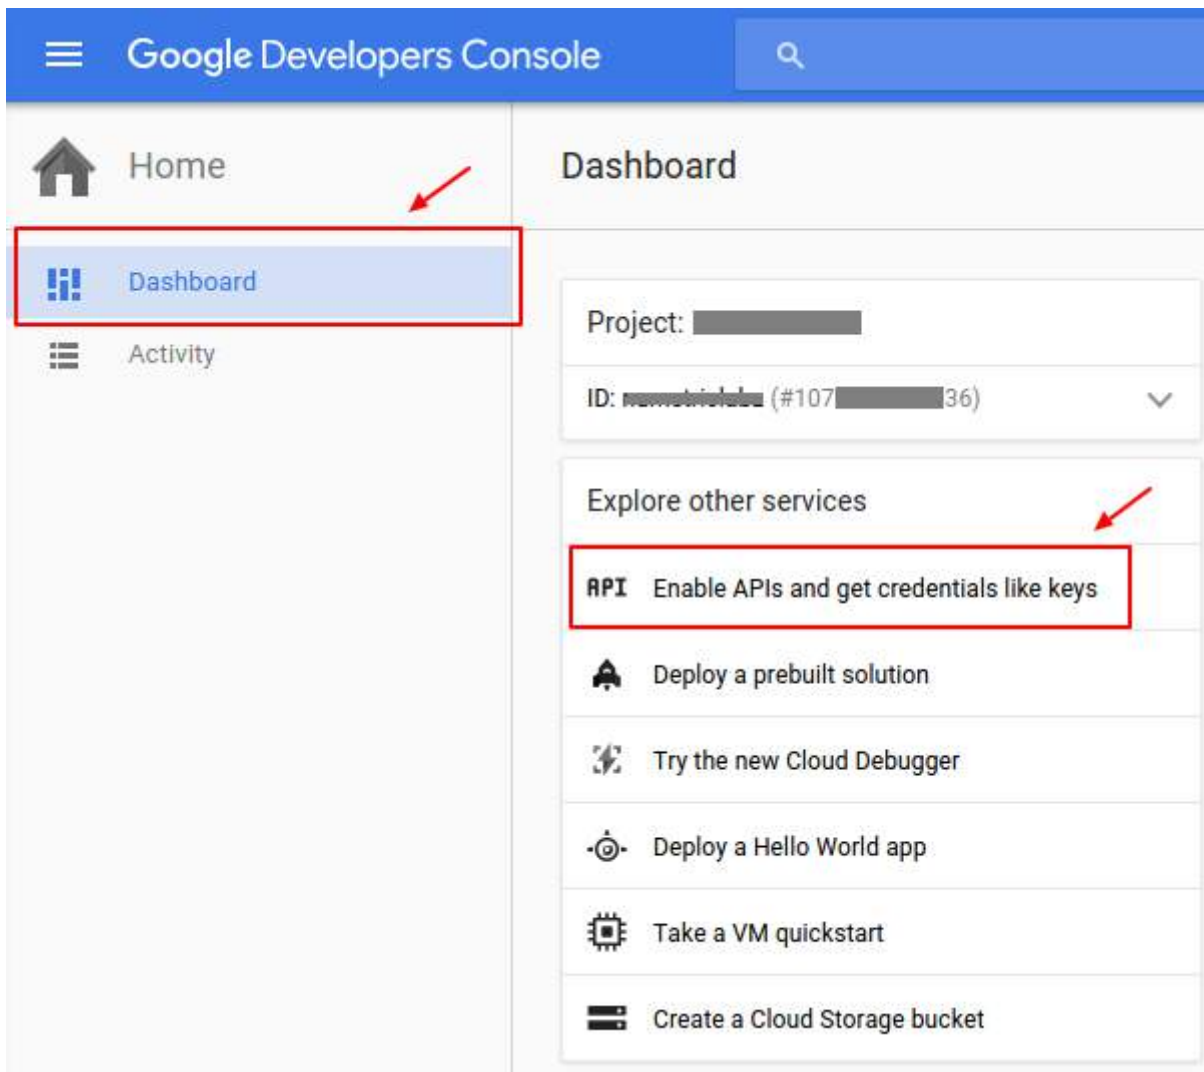 Google Developers Console
Home
Dashboard
Dashboard
Activity
Project:
ID: (#107 36)
Explore other services
API Enable APIs and get credentials like keys
Deploy a prebuilt solution
Try the new Cloud Debugger
Deploy a Hello World app
Take a VM quickstart
Create a Cloud Storage bucket